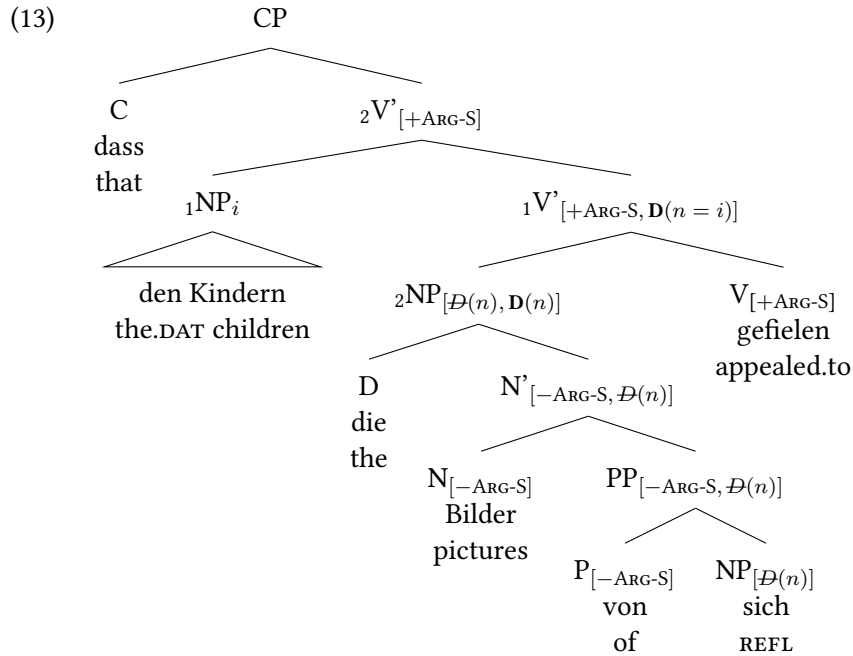 (13) CP
C ₂V’[+Arg-S]
dass
that
₁NPᵢ ₁V’[+Arg-S, D(n = i)]
den Kindern ₂NP[D̶(n), D(n)] V[+Arg-S]
the.DAT children gefielen
appealed.to
D N’[−Arg-S, D̶(n)]
die
the
N[−Arg-S] PP[−Arg-S, D̶(n)]
Bilder
pictures
P[−Arg-S] NP[D̶(n)]
von sich
of REFL